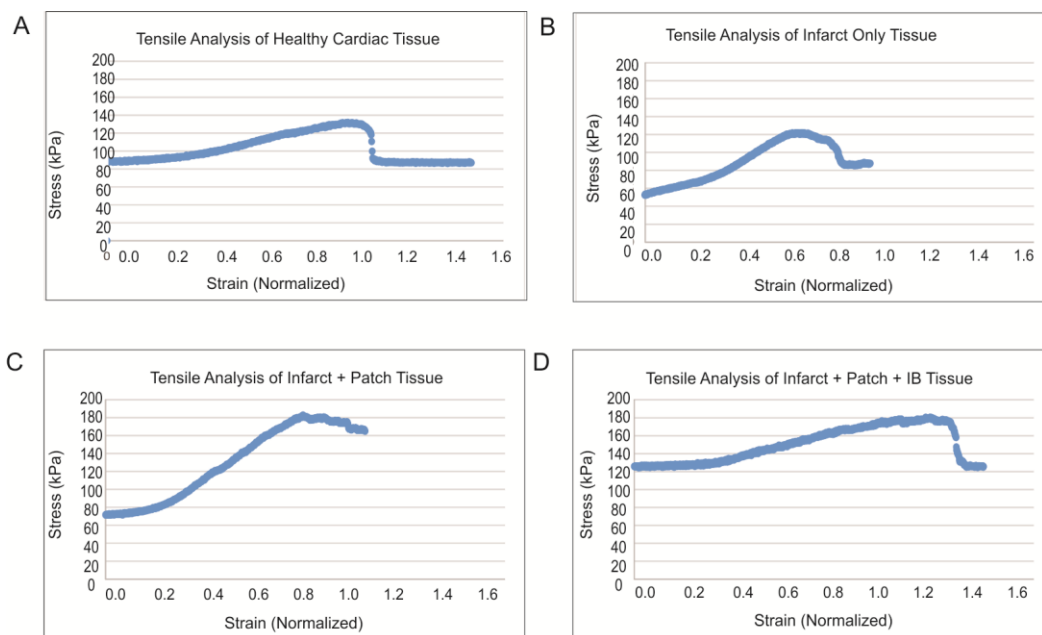 A
Tensile Analysis of Healthy Cardiac Tissue
Stress (kPa)
200
180
160
140
120
100
80
60
40
20
0
0
0.0 0.2 0.4 0.6 0.8 1.0 1.2 1.4 1.6
Strain (Normalized)
B
Tensile Analysis of Infarct Only Tissue
Stress (kPa)
200
180
160
140
120
100
80
60
40
20
0
0.0 0.2 0.4 0.6 0.8 1.0 1.2 1.4 1.6
Strain (Normalized)
C
Tensile Analysis of Infarct + Patch Tissue
Stress (kPa)
200
180
160
140
120
100
80
60
40
20
0
0.0 0.2 0.4 0.6 0.8 1.0 1.2 1.4 1.6
Strain (Normalized)
D
Tensile Analysis of Infarct + Patch + IB Tissue
Stress (kPa)
200
180
160
140
120
100
80
60
40
20
0
0.0 0.2 0.4 0.6 0.8 1.0 1.2 1.4 1.6
Strain (Normalized)